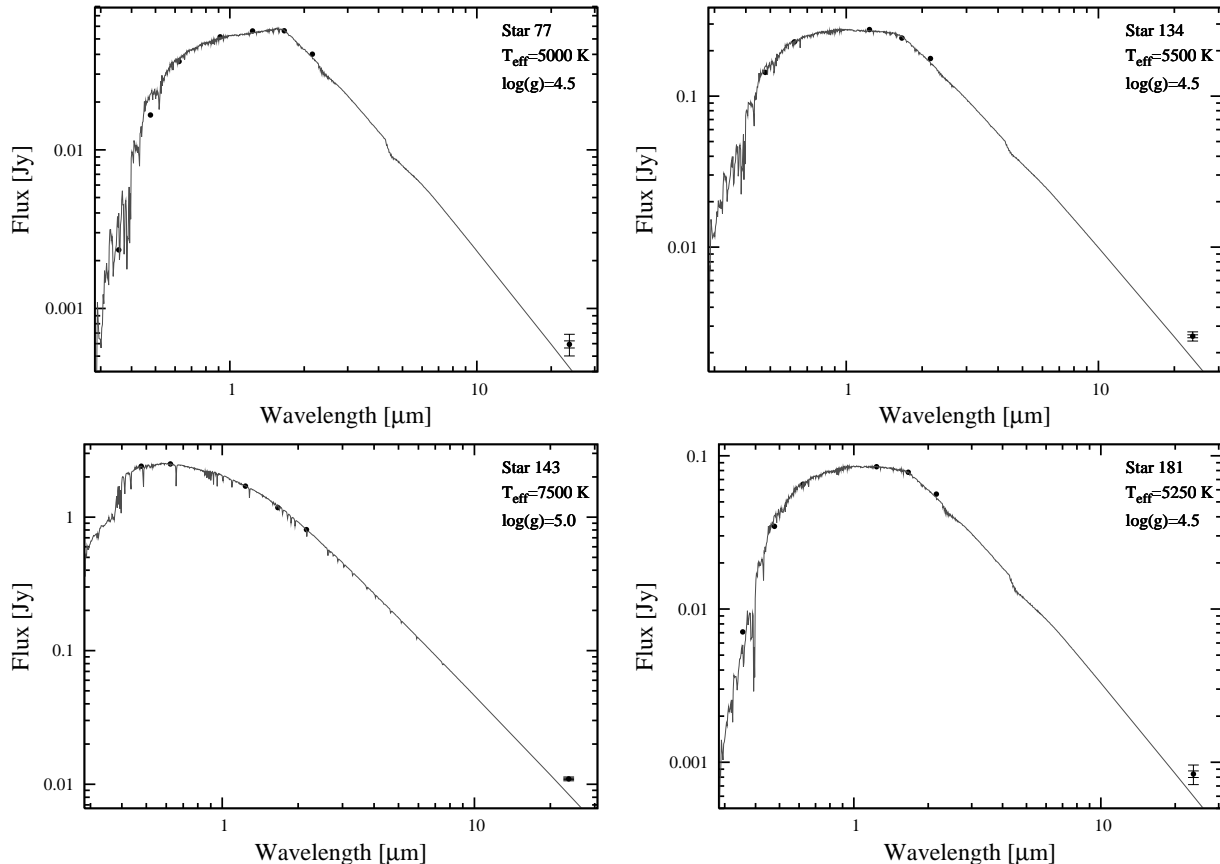 Star 77
T_eff=5000 K
log(g)=4.5
0.01
0.001
Flux [Jy]
1
10
Wavelength [μm]
Star 134
T_eff=5500 K
log(g)=4.5
0.1
0.01
Flux [Jy]
1
10
Wavelength [μm]
Star 143
T_eff=7500 K
log(g)=5.0
1
0.1
0.01
Flux [Jy]
1
10
Wavelength [μm]
Star 181
T_eff=5250 K
log(g)=4.5
0.1
0.01
0.001
Flux [Jy]
1
10
Wavelength [μm]